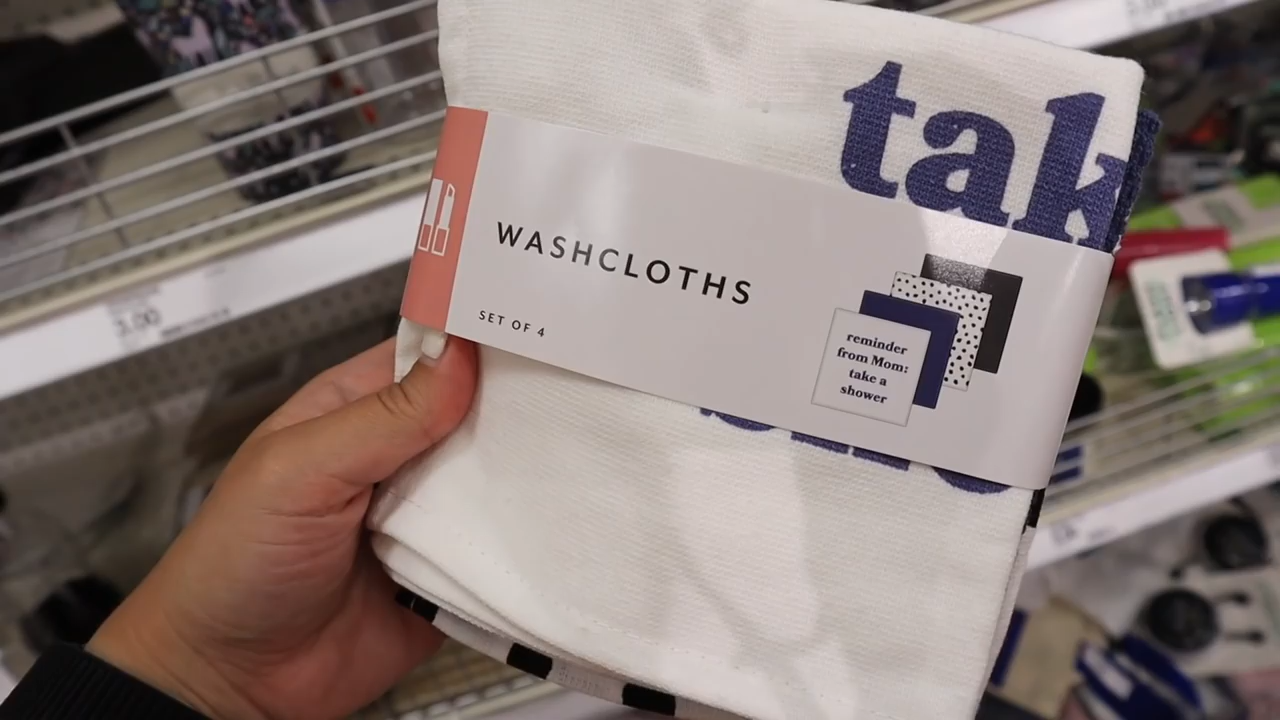 tak
WASHCLOTHS
SET OF 4
reminder
from Mom:
take a
shower
3.00